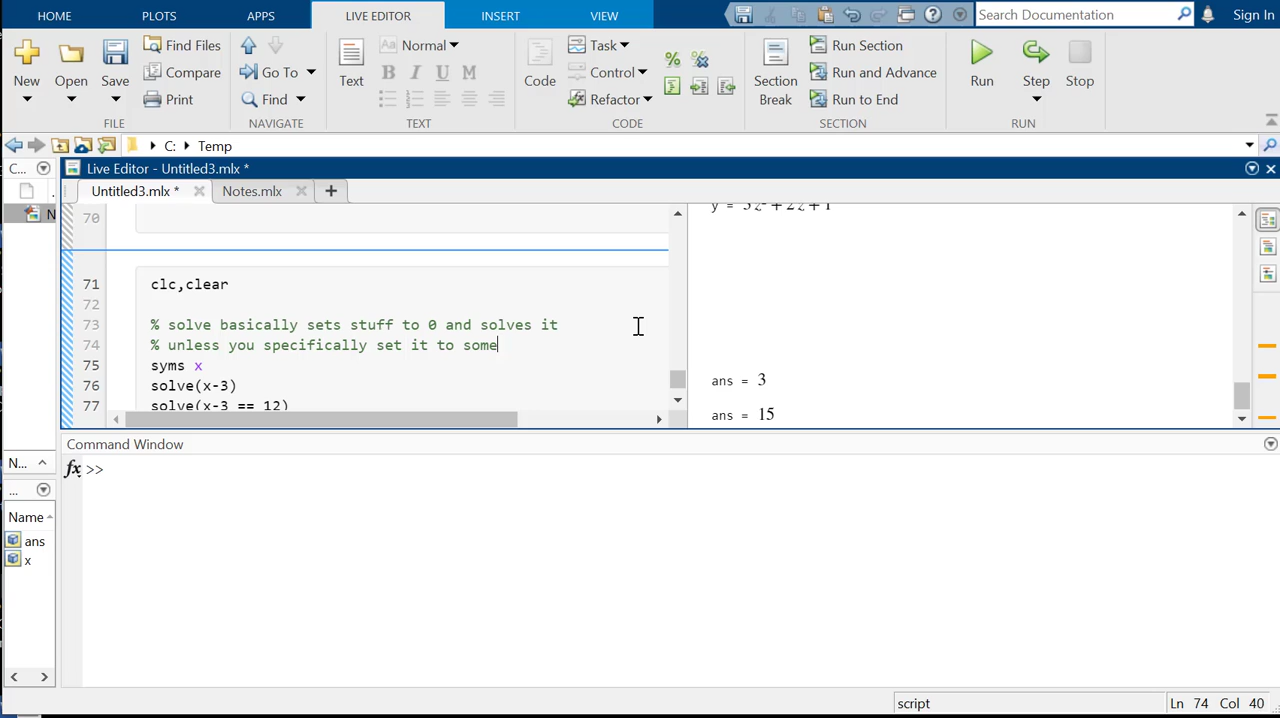 HOME PLOTS APPS LIVE EDITOR INSERT VIEW Search Documentation Sign In
New Open Save Find Files Compare Print
Go To Find
Text Aa Normal B I U M
Code Task Control Refactor
Section Break Run Section Run and Advance Run to End
Run Step Stop
FILE NAVIGATE TEXT CODE SECTION RUN
C: Temp
C... Live Editor - Untitled3.mlx *
Untitled3.mlx * Notes.mlx
N
70
71 clc,clear
72
73 % solve basically sets stuff to 0 and solves it
74 % unless you specifically set it to some
75 syms x
76 solve(x-3)
77 solve(x-3 == 12)
ans = 3
ans = 15
Command Window
fx >>
N...
...
Name
ans
x
script Ln 74 Col 40